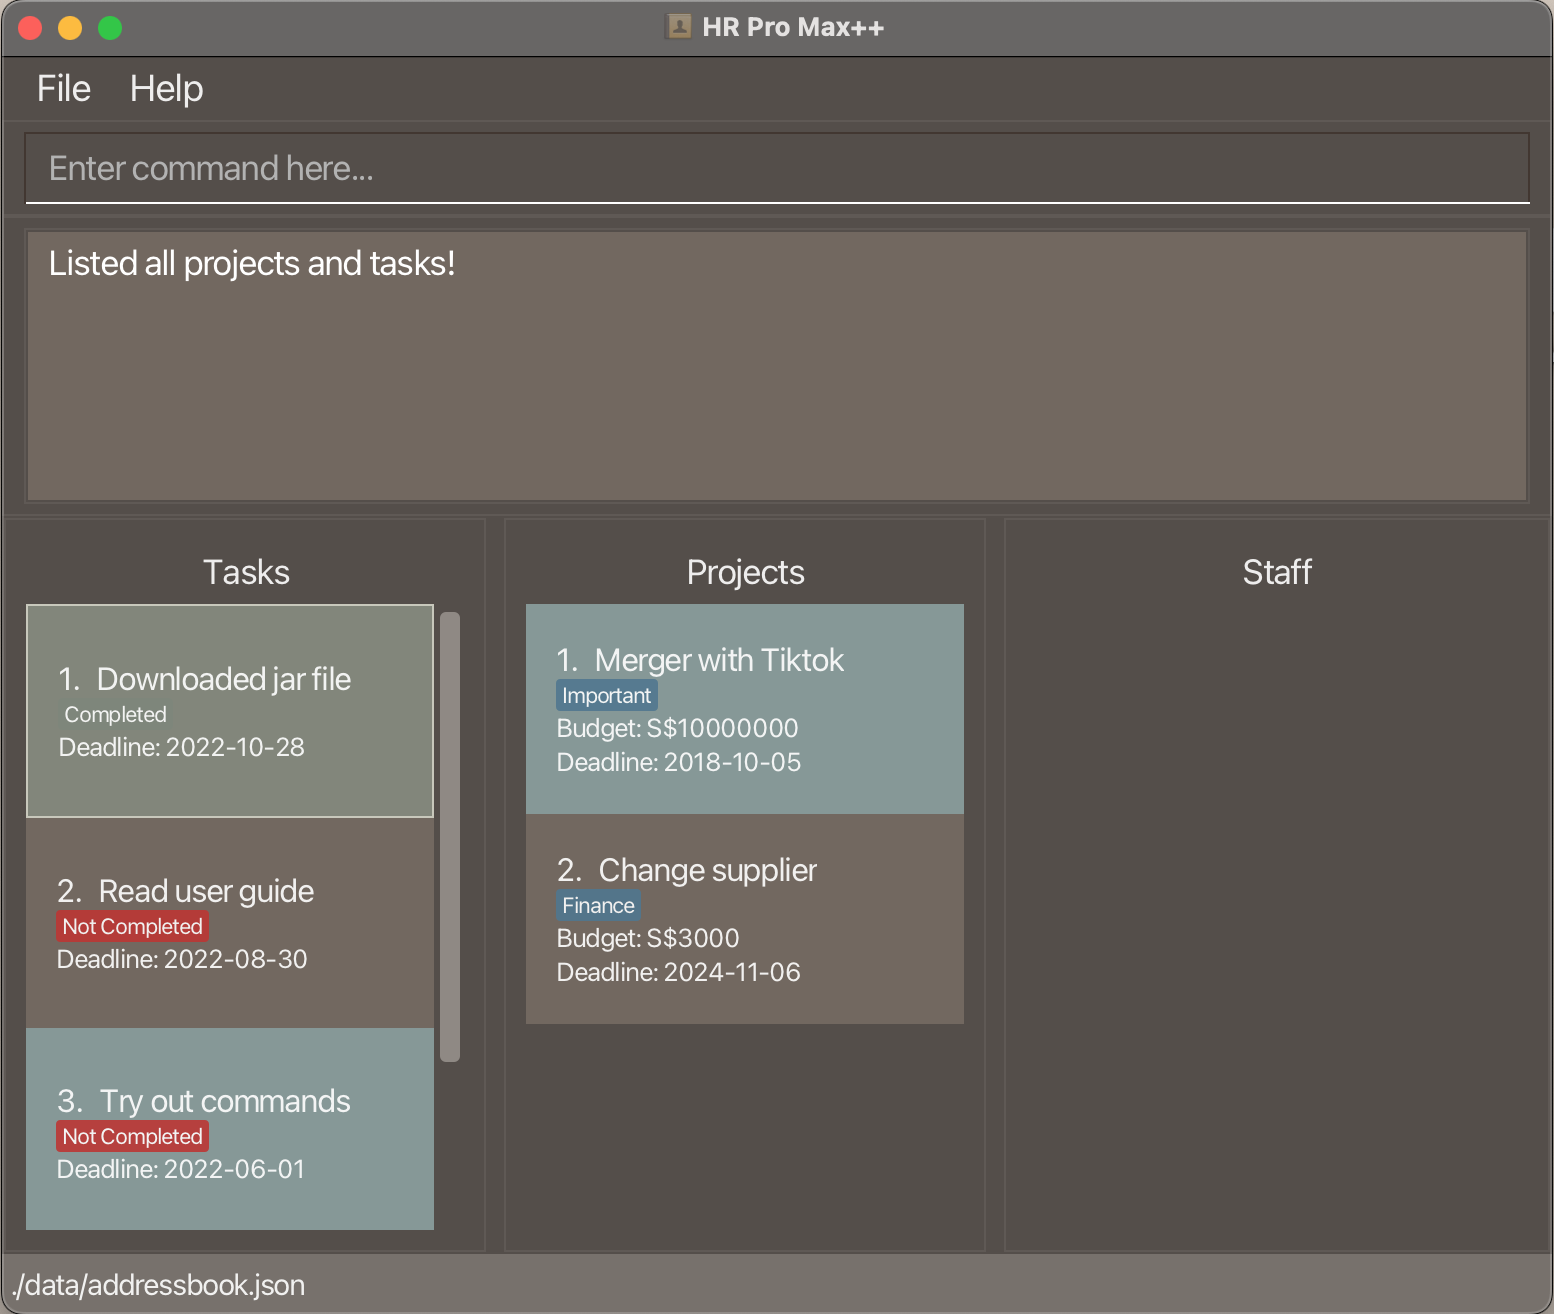 HR Pro Max++
File Help
Enter command here...
Listed all projects and tasks!
Tasks
1. Downloaded jar file
Completed
Deadline: 2022-10-28
2. Read user guide
Not Completed
Deadline: 2022-08-30
3. Try out commands
Not Completed
Deadline: 2022-06-01
Projects
1. Merger with Tiktok
Important
Budget: S$10000000
Deadline: 2018-10-05
2. Change supplier
Finance
Budget: S$3000
Deadline: 2024-11-06
Staff
./data/addressbook.json